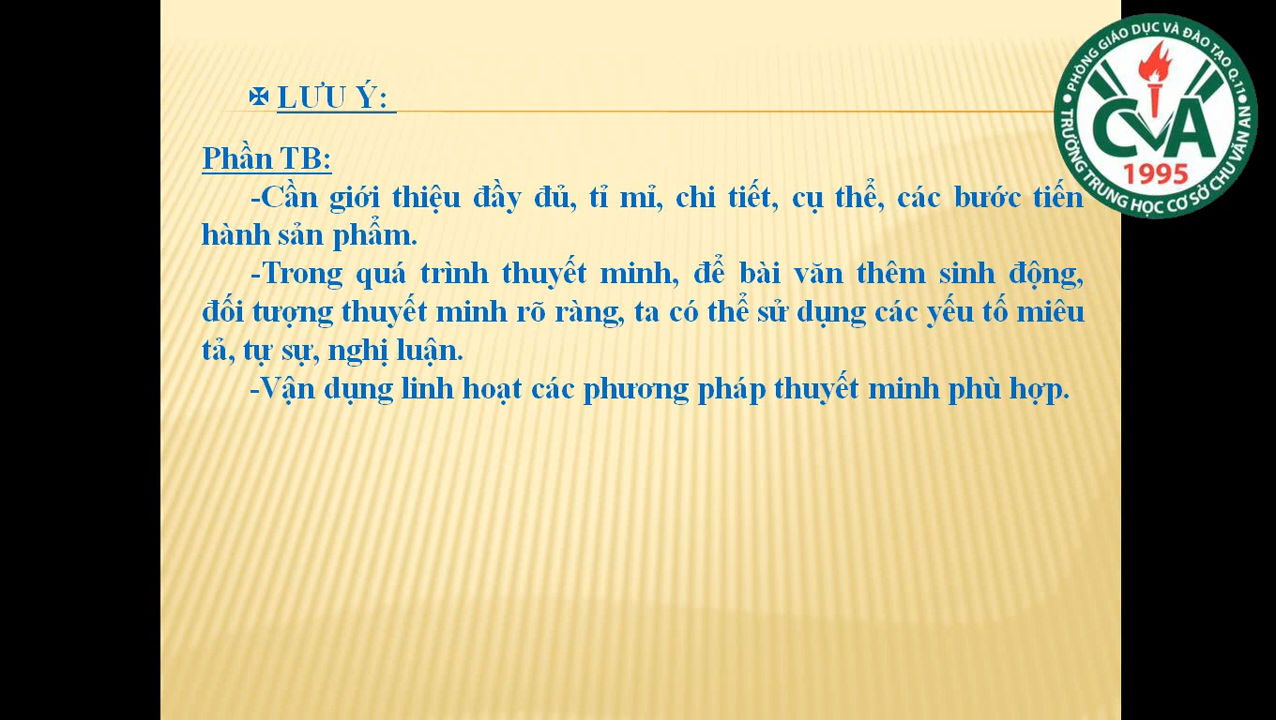 ✠ LƯU Ý:
Phần TB:
-Cần giới thiệu đầy đủ, tỉ mỉ, chi tiết, cụ thể, các bước tiến
hành sản phẩm.
-Trong quá trình thuyết minh, để bài văn thêm sinh động,
đối tượng thuyết minh rõ ràng, ta có thể sử dụng các yếu tố miêu
tả, tự sự, nghị luận.
-Vận dụng linh hoạt các phương pháp thuyết minh phù hợp.
PHÒNG GIÁO DỤC VÀ ĐÀO TẠO Q.11
CVA
1995
TRƯỜNG TRUNG HỌC CƠ SỞ CHU VĂN AN